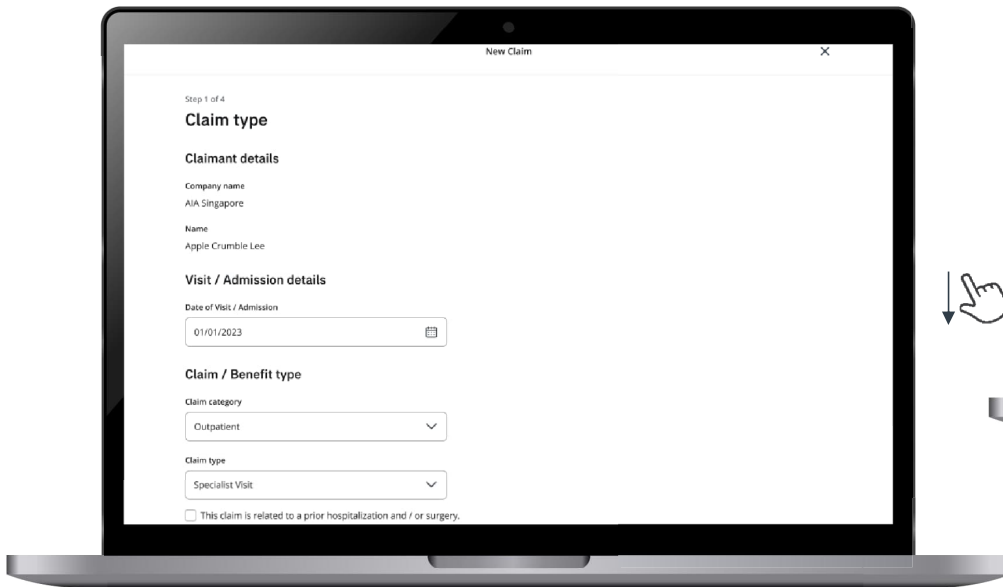 New Claim
Step 1 of 4
Claim type
Claimant details
Company name
AIA Singapore
Name
Apple Crumble Lee
Visit / Admission details
Date of Visit / Admission
01/01/2023
Claim / Benefit type
Claim category
Outpatient
Claim type
Specialist Visit
This claim is related to a prior hospitalization and / or surgery.